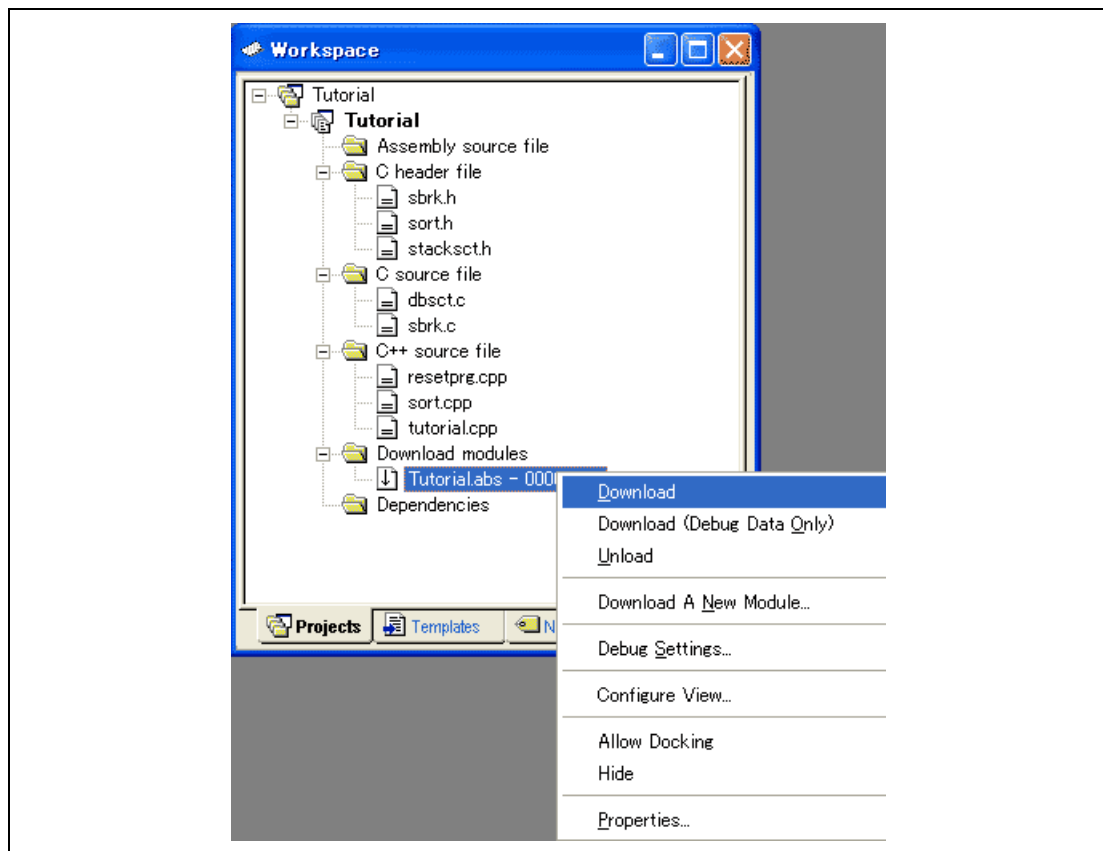 Workspace
Tutorial
Tutorial
Assembly source file
C header file
sbrk.h
sort.h
stacksct.h
C source file
dbsct.c
sbrk.c
C++ source file
resetprg.cpp
sort.cpp
tutorial.cpp
Download modules
Tutorial.abs - 000
Dependencies
Projects
Templates
N
Download
Download (Debug Data Only)
Unload
Download A New Module...
Debug Settings...
Configure View...
Allow Docking
Hide
Properties...